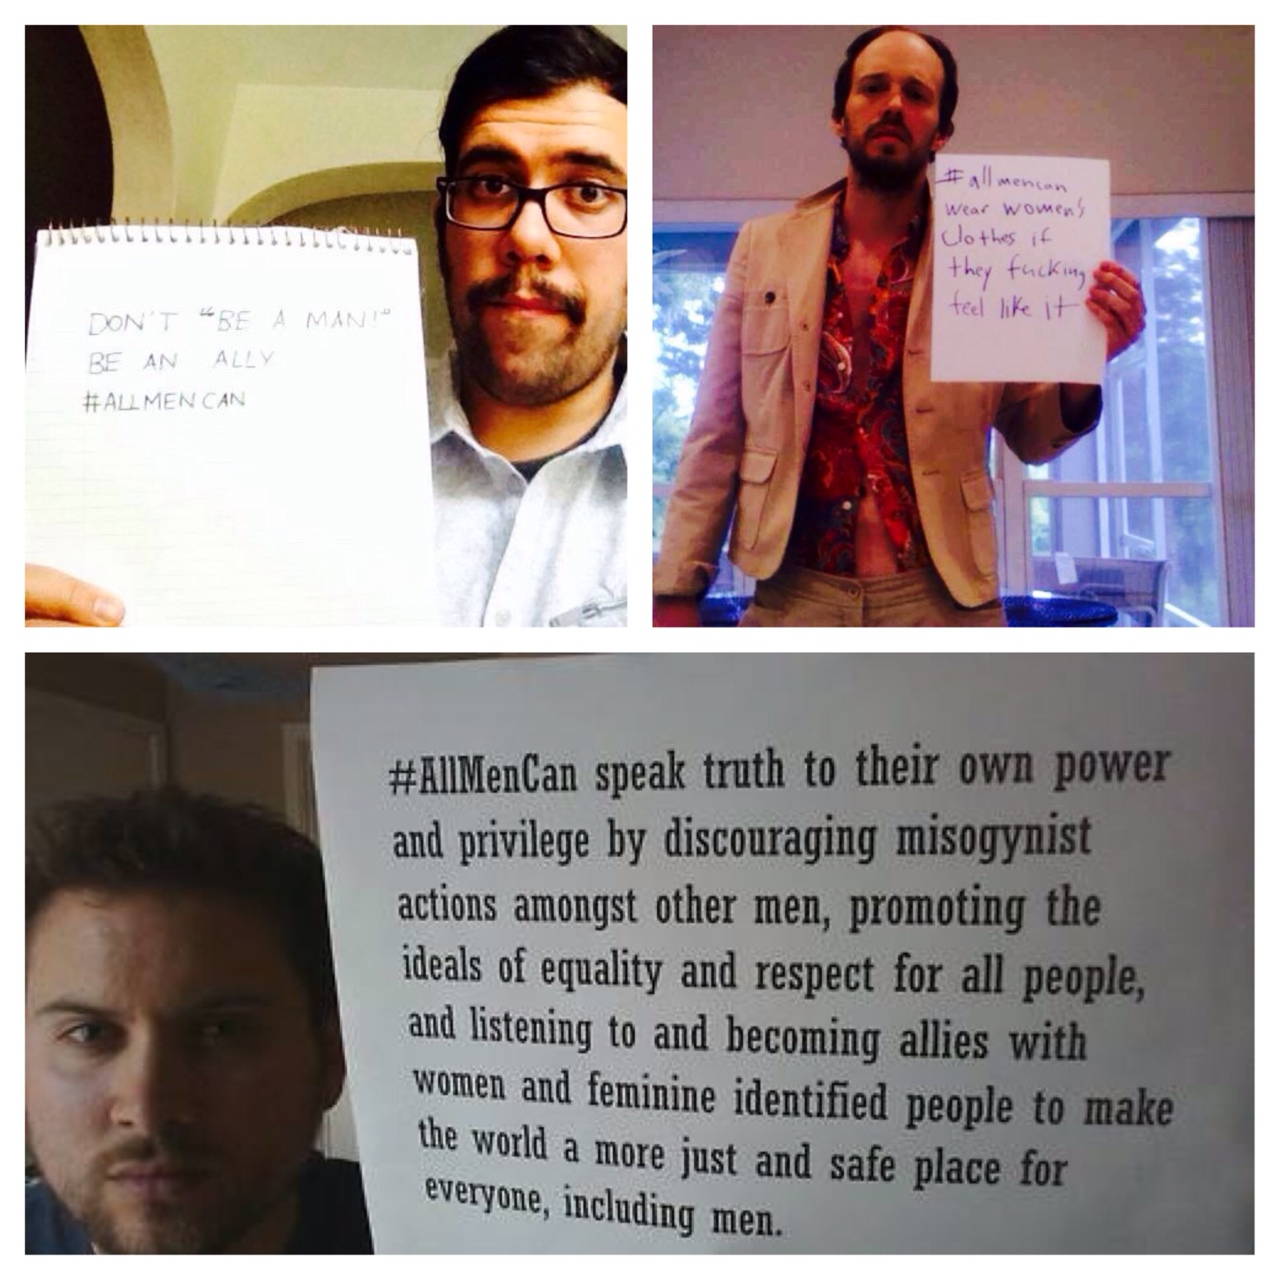 DON'T "BE A MAN!"
BE AN ALLY
#ALLMENCAN
#allmencan
wear women's
clothes if
they fucking
feel like it
#AllMenCan speak truth to their own power
and privilege by discouraging misogynist
actions amongst other men, promoting the
ideals of equality and respect for all people,
and listening to and becoming allies with
women and feminine identified people to make
the world a more just and safe place for
everyone, including men.